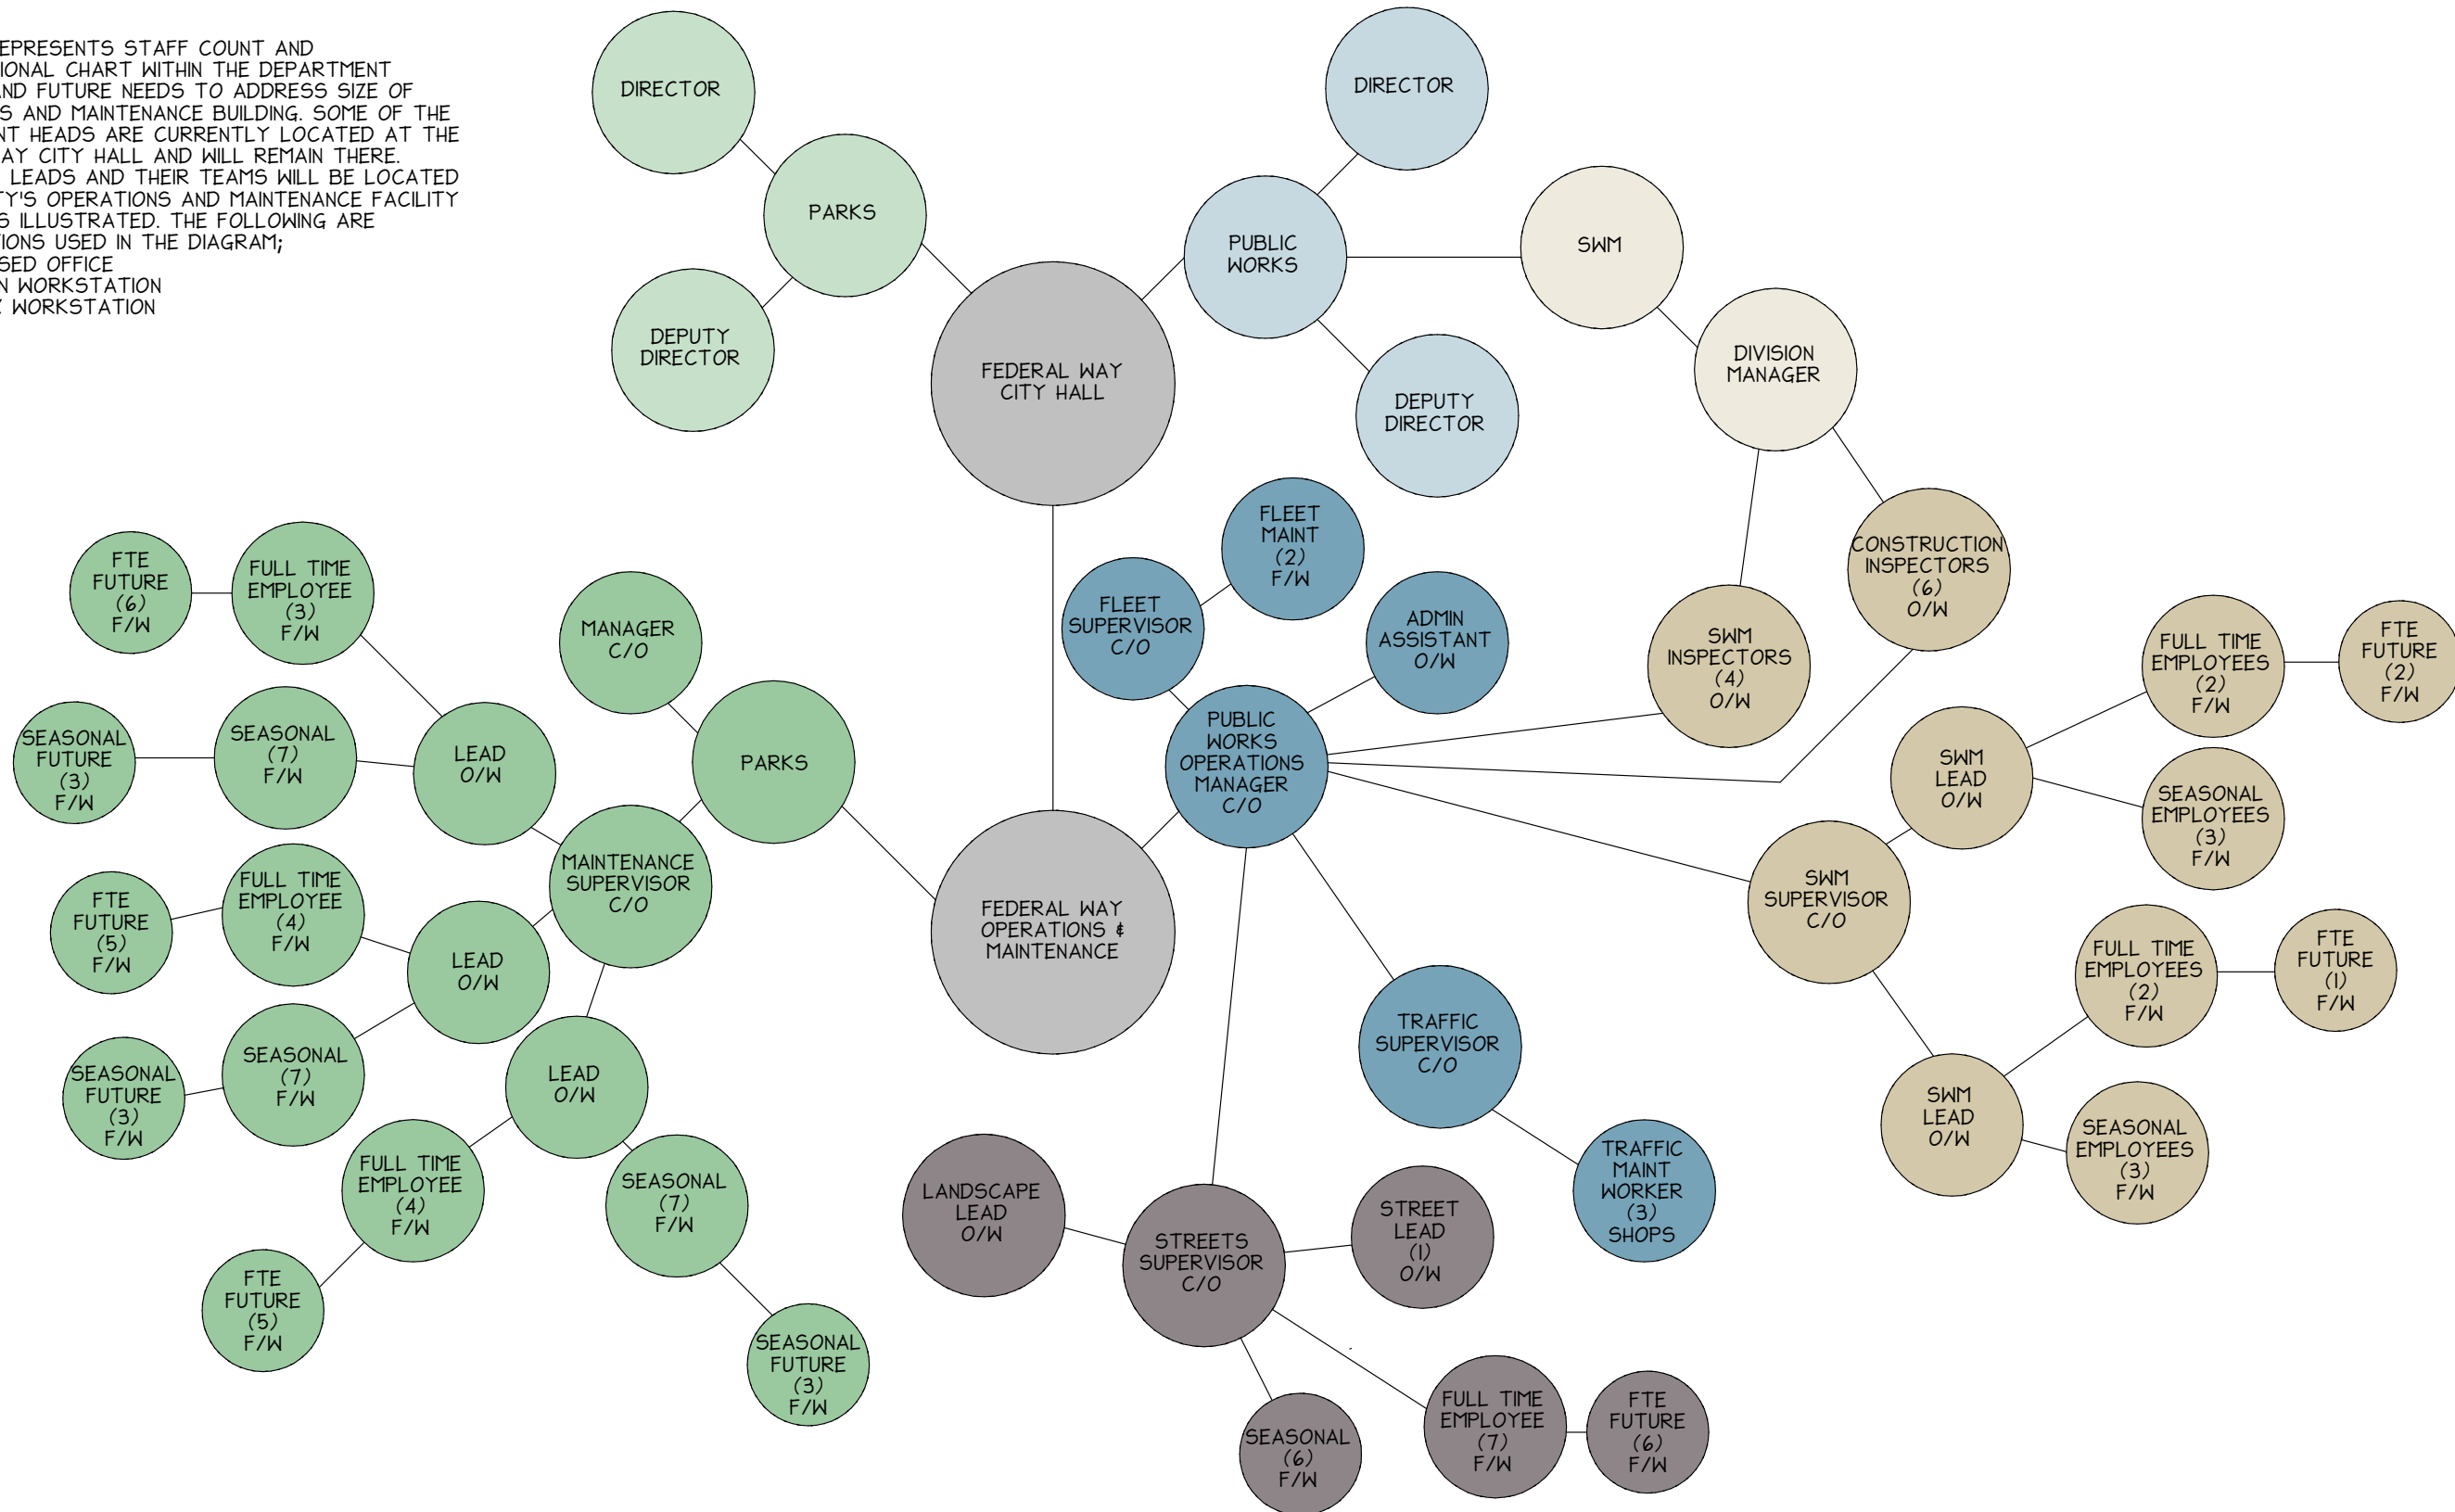 EPRESENTS STAFF COUNT AND
IONAL CHART WITHIN THE DEPARTMENT
AND FUTURE NEEDS TO ADDRESS SIZE OF
S AND MAINTENANCE BUILDING. SOME OF THE
NT HEADS ARE CURRENTLY LOCATED AT THE
AY CITY HALL AND WILL REMAIN THERE.
LEADS AND THEIR TEAMS WILL BE LOCATED
TY'S OPERATIONS AND MAINTENANCE FACILITY
S ILLUSTRATED. THE FOLLOWING ARE
TIONS USED IN THE DIAGRAM;
SED OFFICE
N WORKSTATION
WORKSTATION
DIRECTOR
PARKS
DEPUTY
DIRECTOR
FEDERAL WAY
CITY HALL
DIRECTOR
PUBLIC
WORKS
DEPUTY
DIRECTOR
SWM
DIVISION
MANAGER
CONSTRUCTION
INSPECTORS
(6)
O/W
SWM
INSPECTORS
(4)
O/W
FLEET
MAINT
(2)
F/W
FLEET
SUPERVISOR
C/O
ADMIN
ASSISTANT
O/W
PUBLIC
WORKS
OPERATIONS
MANAGER
C/O
FTE
FUTURE
(6)
F/W
FULL TIME
EMPLOYEE
(3)
F/W
MANAGER
C/O
PARKS
SEASONAL
FUTURE
(3)
F/W
SEASONAL
(7)
F/W
LEAD
O/W
MAINTENANCE
SUPERVISOR
C/O
FTE
FUTURE
(5)
F/W
FULL TIME
EMPLOYEE
(4)
F/W
LEAD
O/W
SEASONAL
FUTURE
(3)
F/W
SEASONAL
(7)
F/W
LEAD
O/W
FULL TIME
EMPLOYEE
(4)
F/W
SEASONAL
(7)
F/W
FTE
FUTURE
(5)
F/W
SEASONAL
FUTURE
(3)
F/W
FEDERAL WAY
OPERATIONS &
MAINTENANCE
SWM
SUPERVISOR
C/O
SWM
LEAD
O/W
FULL TIME
EMPLOYEES
(2)
F/W
FTE
FUTURE
(2)
F/W
SEASONAL
EMPLOYEES
(3)
F/W
SWM
LEAD
O/W
FULL TIME
EMPLOYEES
(2)
F/W
FTE
FUTURE
(1)
F/W
SEASONAL
EMPLOYEES
(3)
F/W
TRAFFIC
SUPERVISOR
C/O
TRAFFIC
MAINT
WORKER
(3)
SHOPS
LANDSCAPE
LEAD
O/W
STREETS
SUPERVISOR
C/O
STREET
LEAD
(1)
O/W
SEASONAL
(6)
F/W
FULL TIME
EMPLOYEE
(7)
F/W
FTE
FUTURE
(6)
F/W